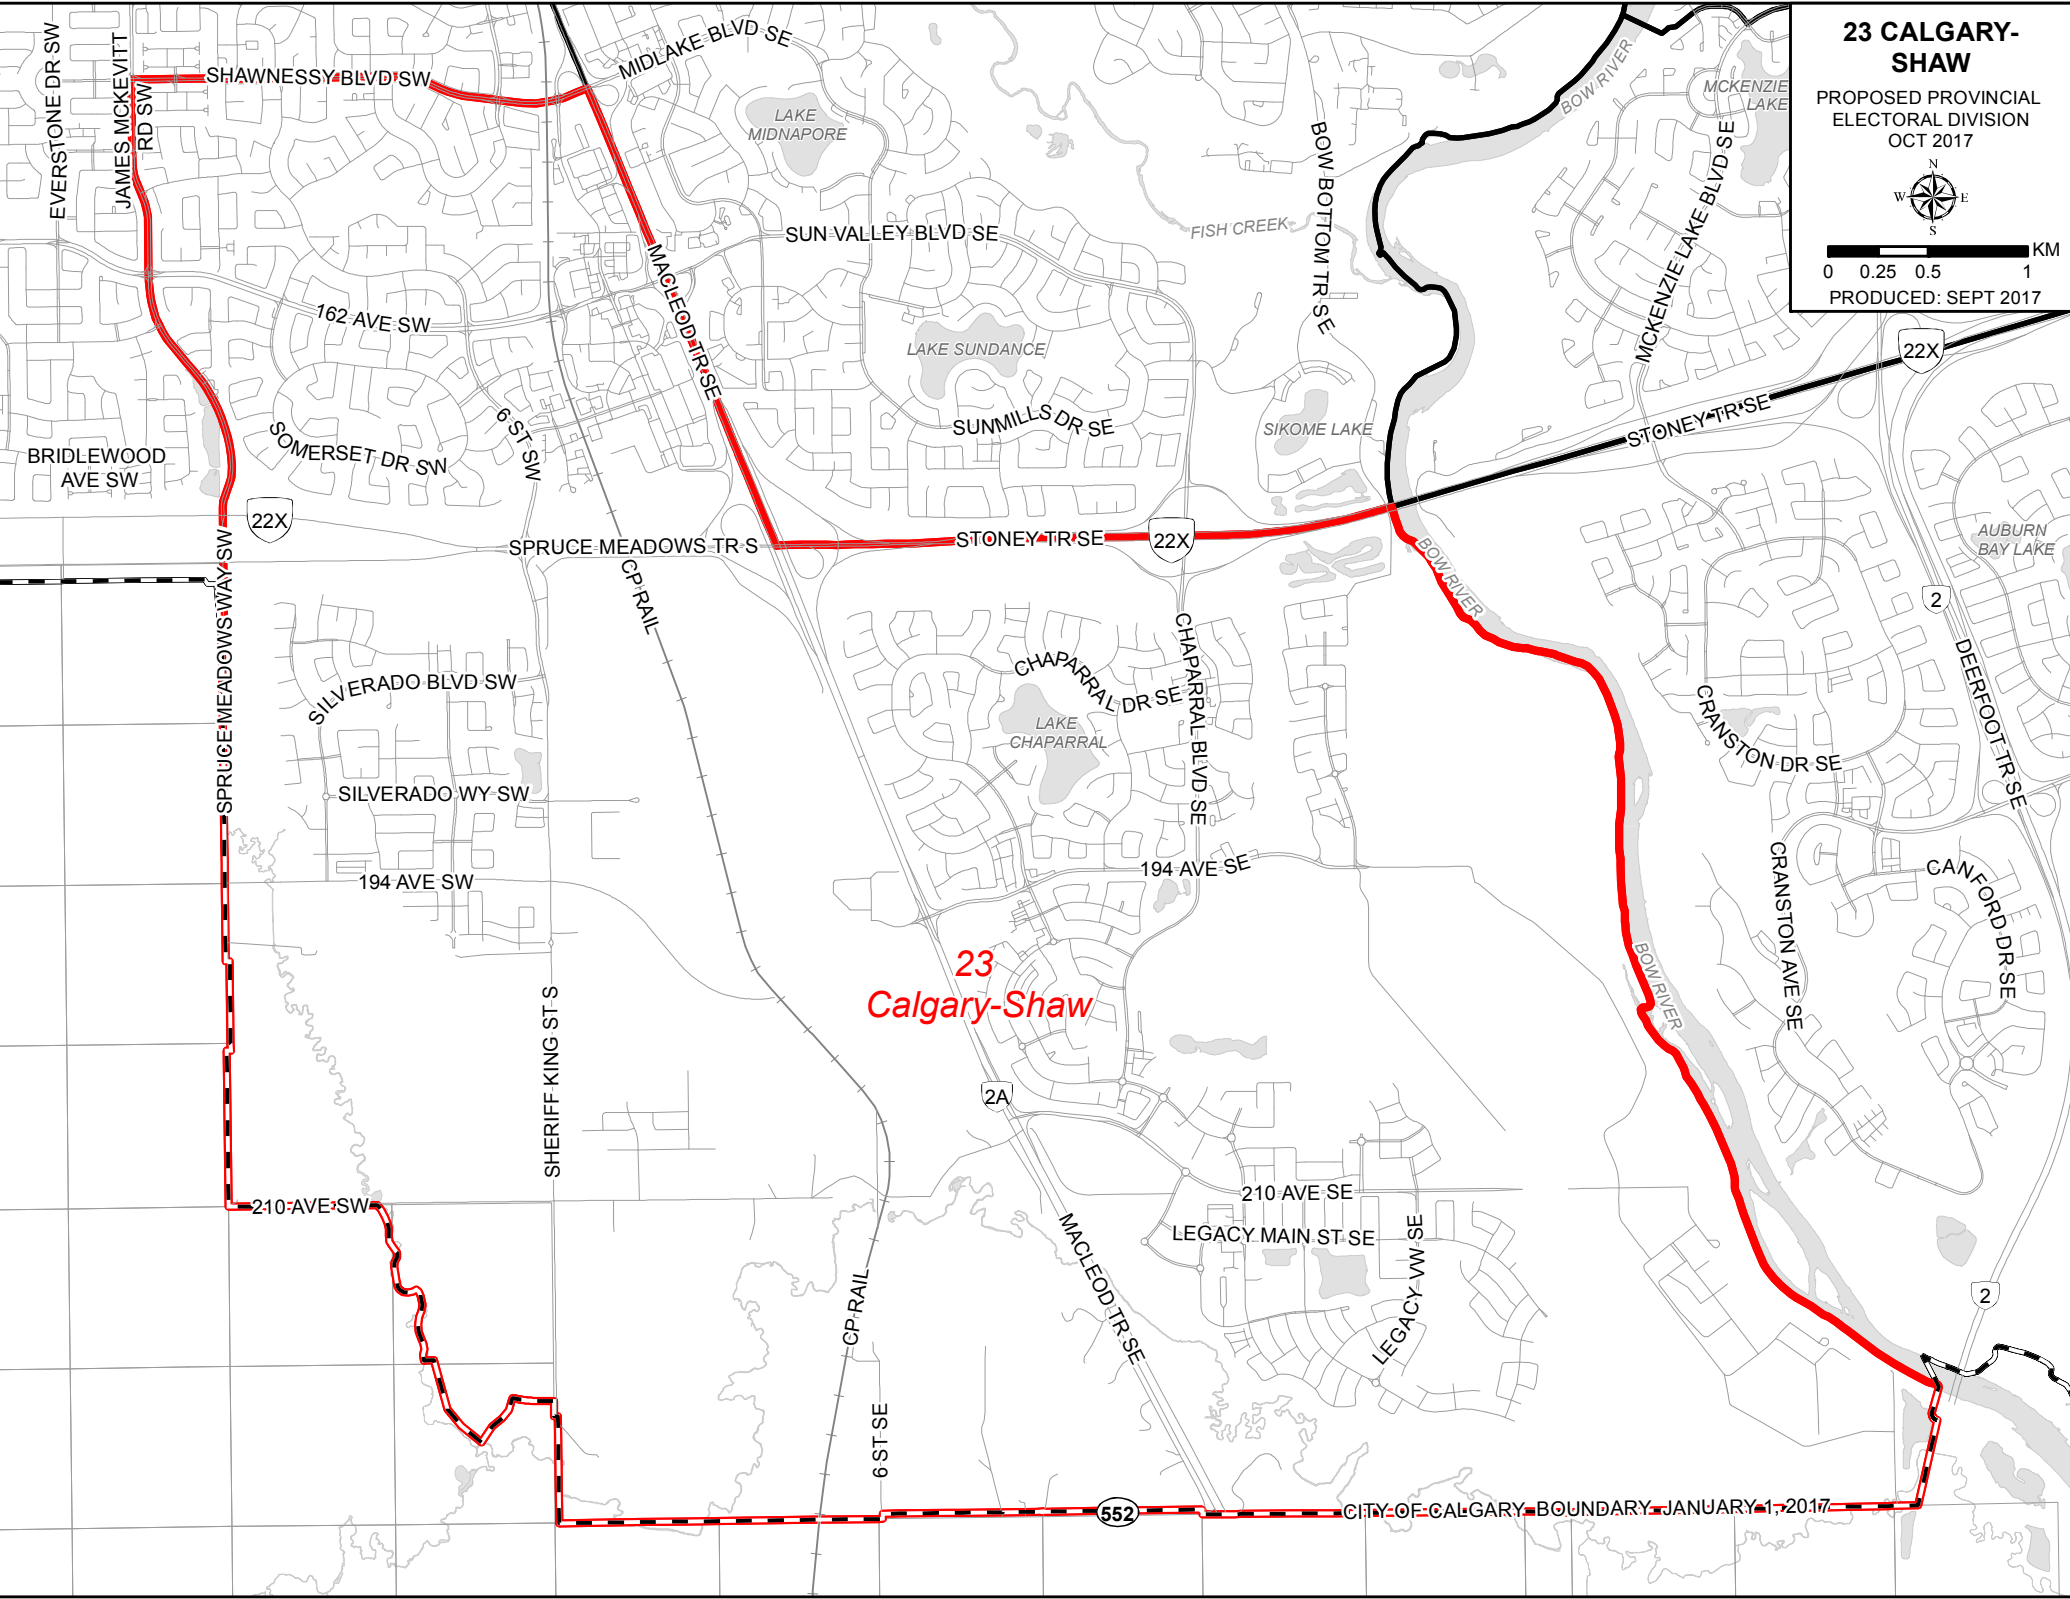 23 CALGARY-
SHAW
PROPOSED PROVINCIAL
ELECTORAL DIVISION
OCT 2017
N
W E
S
KM
0 0.25 0.5 1
PRODUCED: SEPT 2017
EVERSTONE DR SW
JAMES MCKEVITT
RD SW
SHAWNESSY BLVD SW
MIDLAKE BLVD SE
LAKE
MIDNAPORE
BOW RIVER
MCKENZIE
LAKE
BOW BOTTOM TR SE
MCKENZIE LAKE BLVD SE
SUN VALLEY BLVD SE
FISH CREEK
MACLEOD TR SE
162 AVE SW
LAKE SUNDANCE
22X
SUNMILLS DR SE
SIKOME LAKE
STONEY TR SE
6 ST SW
SOMERSET DR SW
BRIDLEWOOD
AVE SW
22X
SPRUCE MEADOWS TR S
STONEY TR SE
22X
AUBURN
BAY LAKE
BOW RIVER
2
CP RAIL
SPRUCE MEADOWS WAY SW
SILVERADO BLVD SW
CHAPARRAL DR SE
CHAPARRAL BLVD SE
LAKE
CHAPARRAL
DEERFOOT TR SE
CRANSTON DR SE
SILVERADO WY SW
194 AVE SW
194 AVE SE
CRANSTON AVE SE
CANFORD DR SE
23
Calgary-Shaw
BOW RIVER
SHERIFF KING ST S
2A
210 AVE SW
210 AVE SE
LEGACY MAIN ST SE
LEGACY VW SE
MACLEOD TR SE
CP RAIL
2
6 ST SE
552
CITY OF CALGARY BOUNDARY JANUARY 1, 2017